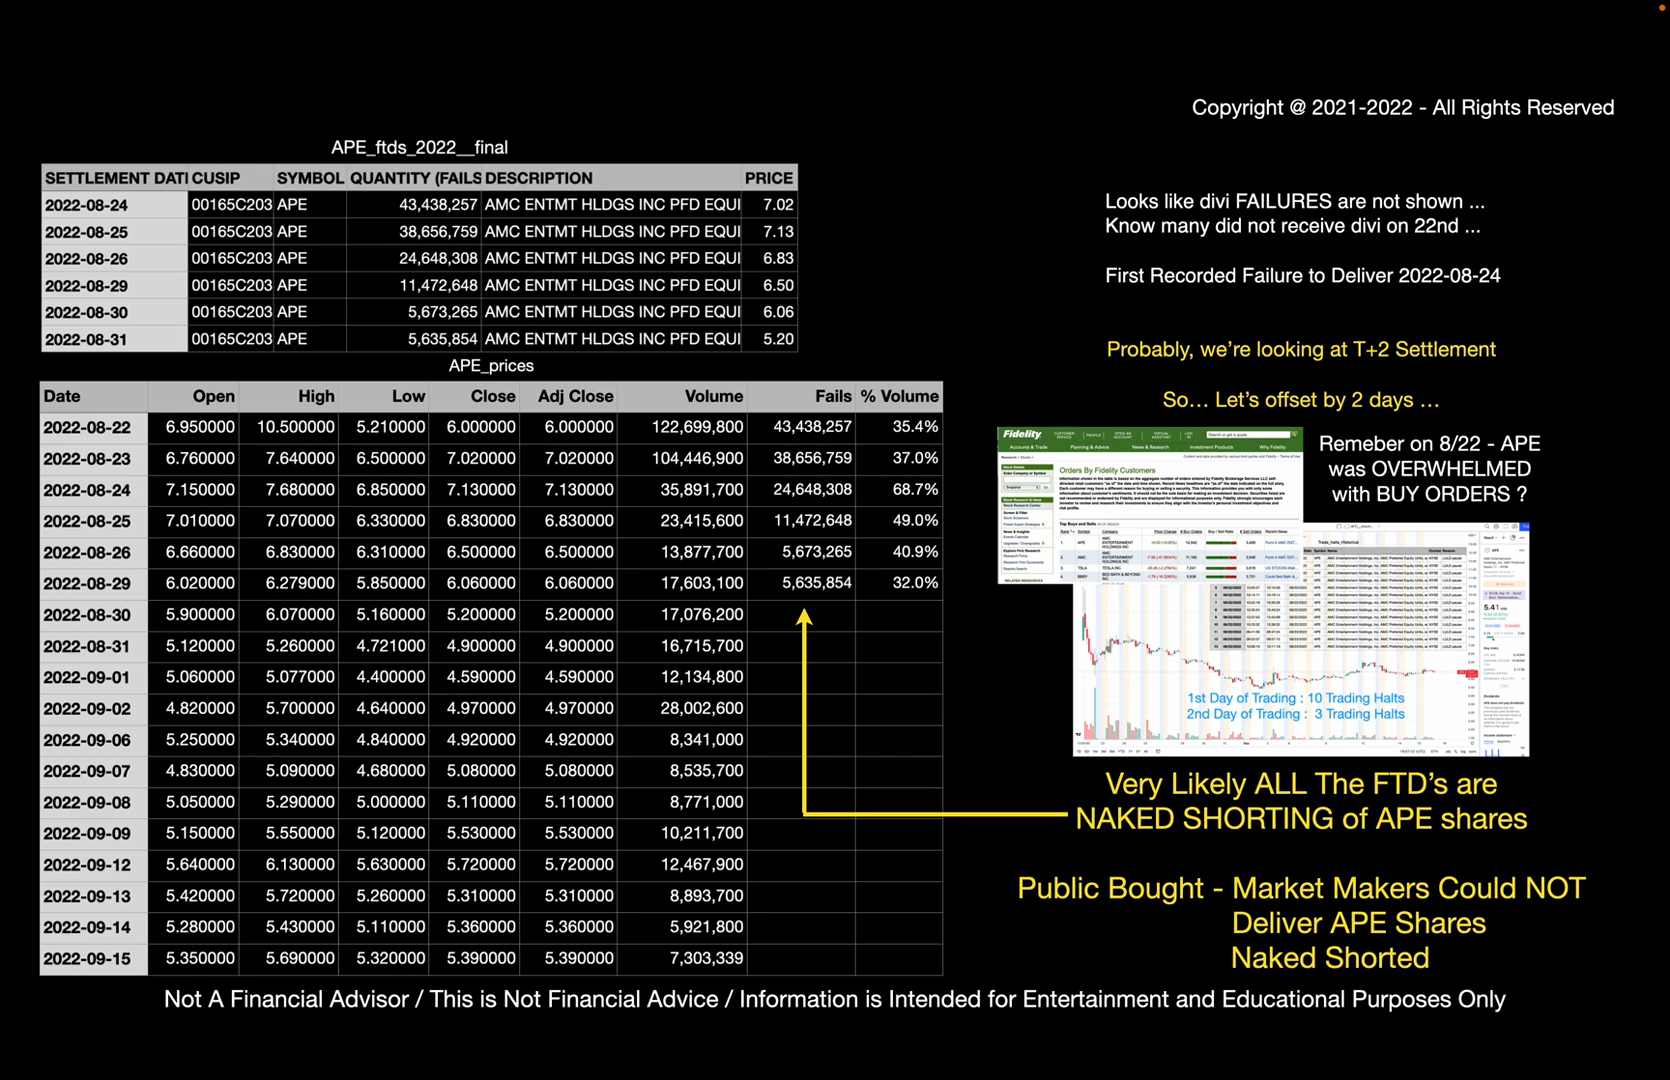 Copyright @ 2021-2022 - All Rights Reserved
APE_ftds_2022__final
SETTLEMENT DATI CUSIP SYMBOL QUANTITY (FAILS DESCRIPTION PRICE
2022-08-24 00165C203 APE 43,438,257 AMC ENTMT HLDGS INC PFD EQUI 7.02
2022-08-25 00165C203 APE 38,656,759 AMC ENTMT HLDGS INC PFD EQUI 7.13
2022-08-26 00165C203 APE 24,648,308 AMC ENTMT HLDGS INC PFD EQUI 6.83
2022-08-29 00165C203 APE 11,472,648 AMC ENTMT HLDGS INC PFD EQUI 6.50
2022-08-30 00165C203 APE 5,673,265 AMC ENTMT HLDGS INC PFD EQUI 6.06
2022-08-31 00165C203 APE 5,635,854 AMC ENTMT HLDGS INC PFD EQUI 5.20
APE_prices
Date Open High Low Close Adj Close Volume Fails % Volume
2022-08-22 6.950000 10.500000 5.210000 6.000000 6.000000 122,699,800 43,438,257 35.4%
2022-08-23 6.760000 7.640000 6.500000 7.020000 7.020000 104,446,900 38,656,759 37.0%
2022-08-24 7.150000 7.680000 6.850000 7.130000 7.130000 35,891,700 24,648,308 68.7%
2022-08-25 7.010000 7.070000 6.330000 6.830000 6.830000 23,415,600 11,472,648 49.0%
2022-08-26 6.660000 6.830000 6.310000 6.500000 6.500000 13,877,700 5,673,265 40.9%
2022-08-29 6.020000 6.279000 5.850000 6.060000 6.060000 17,603,100 5,635,854 32.0%
2022-08-30 5.900000 6.070000 5.160000 5.200000 5.200000 17,076,200
2022-08-31 5.120000 5.260000 4.721000 4.900000 4.900000 16,715,700
2022-09-01 5.060000 5.077000 4.400000 4.590000 4.590000 12,134,800
2022-09-02 4.820000 5.700000 4.640000 4.970000 4.970000 28,002,600
2022-09-06 5.250000 5.340000 4.840000 4.920000 4.920000 8,341,000
2022-09-07 4.830000 5.090000 4.680000 5.080000 5.080000 8,535,700
2022-09-08 5.050000 5.290000 5.000000 5.110000 5.110000 8,771,000
2022-09-09 5.150000 5.550000 5.120000 5.530000 5.530000 10,211,700
2022-09-12 5.640000 6.130000 5.630000 5.720000 5.720000 12,467,900
2022-09-13 5.420000 5.720000 5.260000 5.310000 5.310000 8,893,700
2022-09-14 5.280000 5.430000 5.110000 5.360000 5.360000 5,921,800
2022-09-15 5.350000 5.690000 5.320000 5.390000 5.390000 7,303,339
Looks like divi FAILURES are not shown ...
Know many did not receive divi on 22nd ...
First Recorded Failure to Deliver 2022-08-24
Probably, we're looking at T+2 Settlement
So... Let's offset by 2 days ...
Remeber on 8/22 - APE
was OVERWHELMED
with BUY ORDERS ?
Fidelity
Orders By Fidelity Customers
1st Day of Trading : 10 Trading Halts
2nd Day of Trading : 3 Trading Halts
Very Likely ALL The FTD's are
NAKED SHORTING of APE shares
Public Bought - Market Makers Could NOT
Deliver APE Shares
Naked Shorted
Not A Financial Advisor / This is Not Financial Advice / Information is Intended for Entertainment and Educational Purposes Only